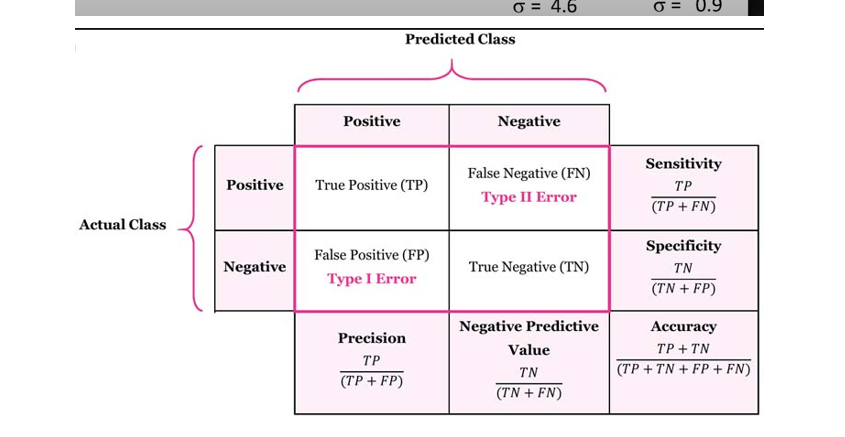 σ = 4.6 σ = 0.9
Predicted Class
Positive Negative
Actual Class
Positive
True Positive (TP)
False Negative (FN)
Type II Error
Sensitivity
TP
(TP + FN)
Negative
False Positive (FP)
Type I Error
True Negative (TN)
Specificity
TN
(TN + FP)
Precision
TP
(TP + FP)
Negative Predictive
Value
TN
(TN + FN)
Accuracy
TP + TN
(TP + TN + FP + FN)